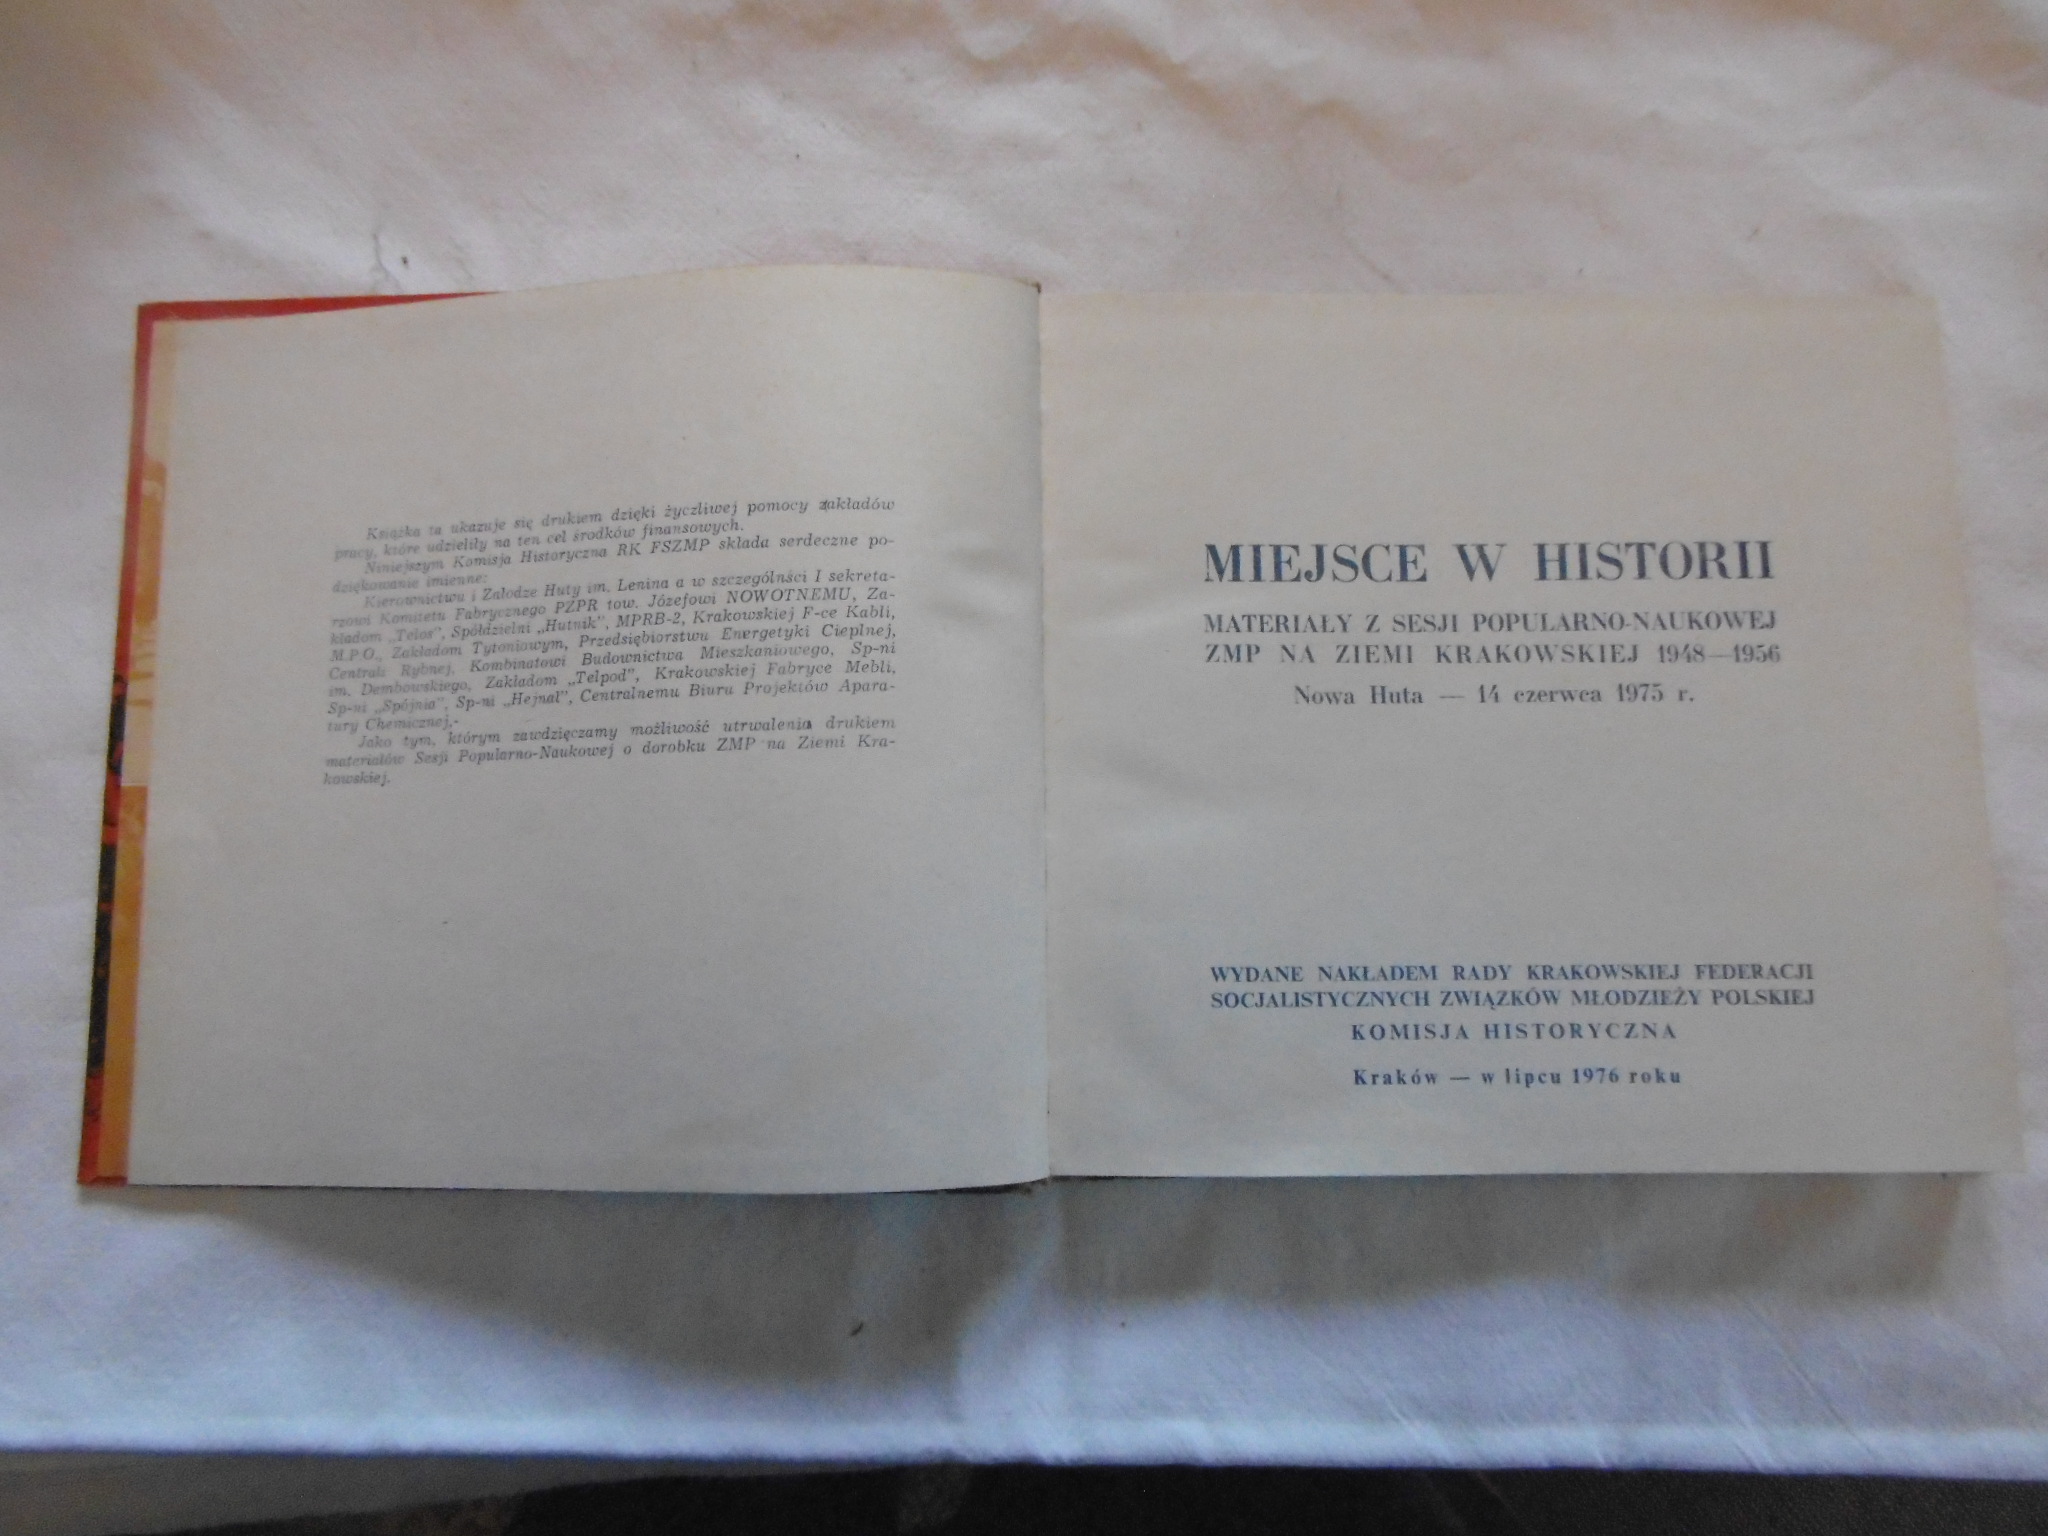 Książka ta ukazuje się drukiem dzięki życzliwej pomocy zakładów
pracy, które udzieliły na ten cel środków finansowych.
Niniejszym Komisja Historyczna RK FSZMP składa serdeczne po-
dziękowanie imienne:
Kierownictwu i Załodze Huty im. Lenina a w szczególnści I sekreta-
rzowi Komitetu Fabrycznego PZPR tow. Józefowi NOWOTNEMU, Za-
kładom „Telos", Spółdzielni „Hutnik", MPRB-2, Krakowskiej F-ce Kabli,
M.P.O., Zakładom Tytoniowym, Przedsiębiorstwu Energetyki Cieplnej,
Centrali Rybnej, Kombinatowi Budownictwa Mieszkaniowego, Sp-ni
im. Dembowskiego, Zakładom „Telpod", Krakowskiej Fabryce Mebli,
Sp-ni „Spójnia", Sp-ni „Hejnał", Centralnemu Biuru Projektów Apara-
tury Chemicznej,-
Jako tym, którym zawdzięczamy możliwość utrwalenia drukiem
materiałów Sesji Popularno-Naukowej o dorobku ZMP na Ziemi Kra-
kowskiej.
MIEJSCE W HISTORII
MATERIAŁY Z SESJI POPULARNO-NAUKOWEJ
ZMP NA ZIEMI KRAKOWSKIEJ 1948—1956
Nowa Huta — 14 czerwca 1975 r.
WYDANE NAKŁADEM RADY KRAKOWSKIEJ FEDERACJI
SOCJALISTYCZNYCH ZWIĄZKÓW MŁODZIEŻY POLSKIEJ
KOMISJA HISTORYCZNA
Kraków — w lipcu 1976 roku